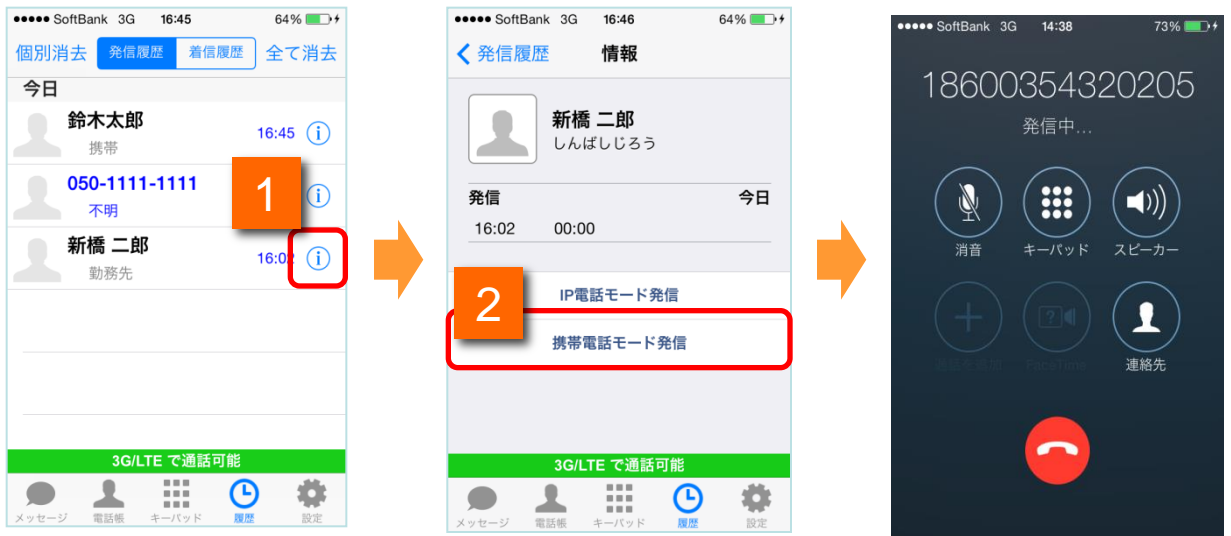 SoftBank 3G 16:45 64%
個別消去 発信履歴 着信履歴 全て消去
今日
鈴木太郎
携帯
16:45
050-1111-1111
不明
1
新橋 二郎
勤務先
16:02
3G/LTE で通話可能
メッセージ 電話帳 キーパッド 履歴 設定
SoftBank 3G 16:46 64%
発信履歴 情報
新橋 二郎
しんばしじろう
発信 今日
16:02 00:00
2
IP電話モード発信
携帯電話モード発信
3G/LTE で通話可能
メッセージ 電話帳 キーパッド 履歴 設定
SoftBank 3G 14:38 73%
18600354320205
発信中...
消音 キーパッド スピーカー
FaceTime 連絡先